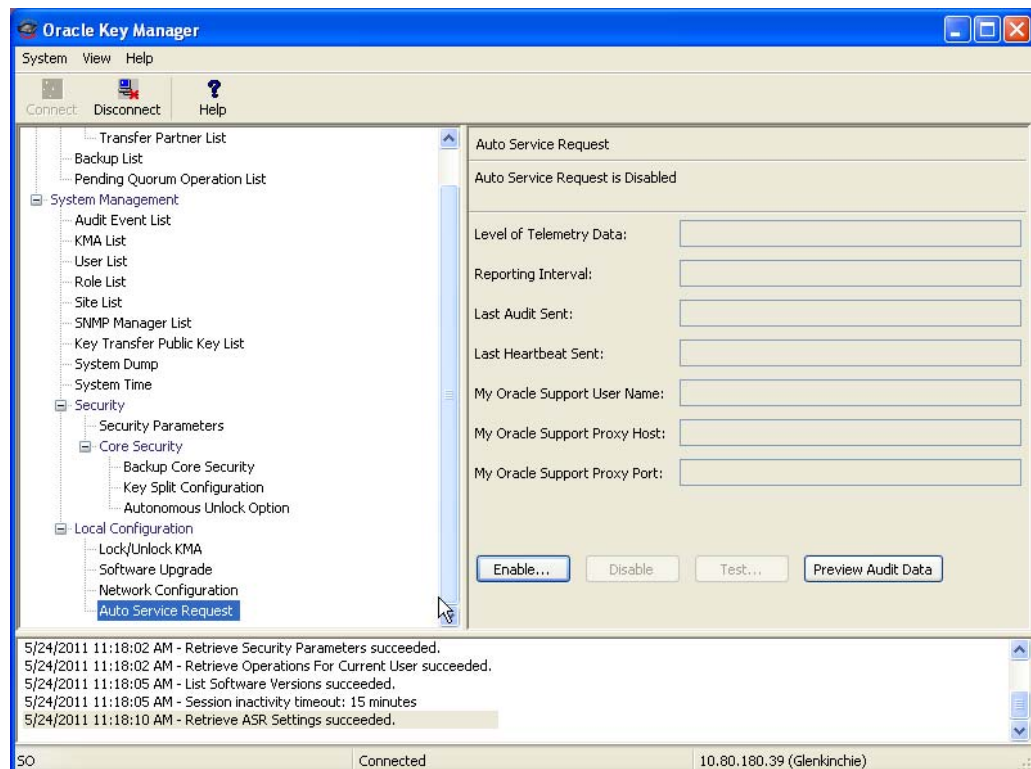 Oracle Key Manager
System View Help
Connect Disconnect Help
Transfer Partner List
Backup List
Pending Quorum Operation List
System Management
Audit Event List
KMA List
User List
Role List
Site List
SNMP Manager List
Key Transfer Public Key List
System Dump
System Time
Security
Security Parameters
Core Security
Backup Core Security
Key Split Configuration
Autonomous Unlock Option
Local Configuration
Lock/Unlock KMA
Software Upgrade
Network Configuration
Auto Service Request
Auto Service Request
Auto Service Request is Disabled
Level of Telemetry Data:
Reporting Interval:
Last Audit Sent:
Last Heartbeat Sent:
My Oracle Support User Name:
My Oracle Support Proxy Host:
My Oracle Support Proxy Port:
Enable... Disable Test... Preview Audit Data
5/24/2011 11:18:02 AM - Retrieve Security Parameters succeeded.
5/24/2011 11:18:02 AM - Retrieve Operations For Current User succeeded.
5/24/2011 11:18:05 AM - List Software Versions succeeded.
5/24/2011 11:18:05 AM - Session inactivity timeout: 15 minutes
5/24/2011 11:18:10 AM - Retrieve ASR Settings succeeded.
SO Connected 10.80.180.39 (Glenkinchie)